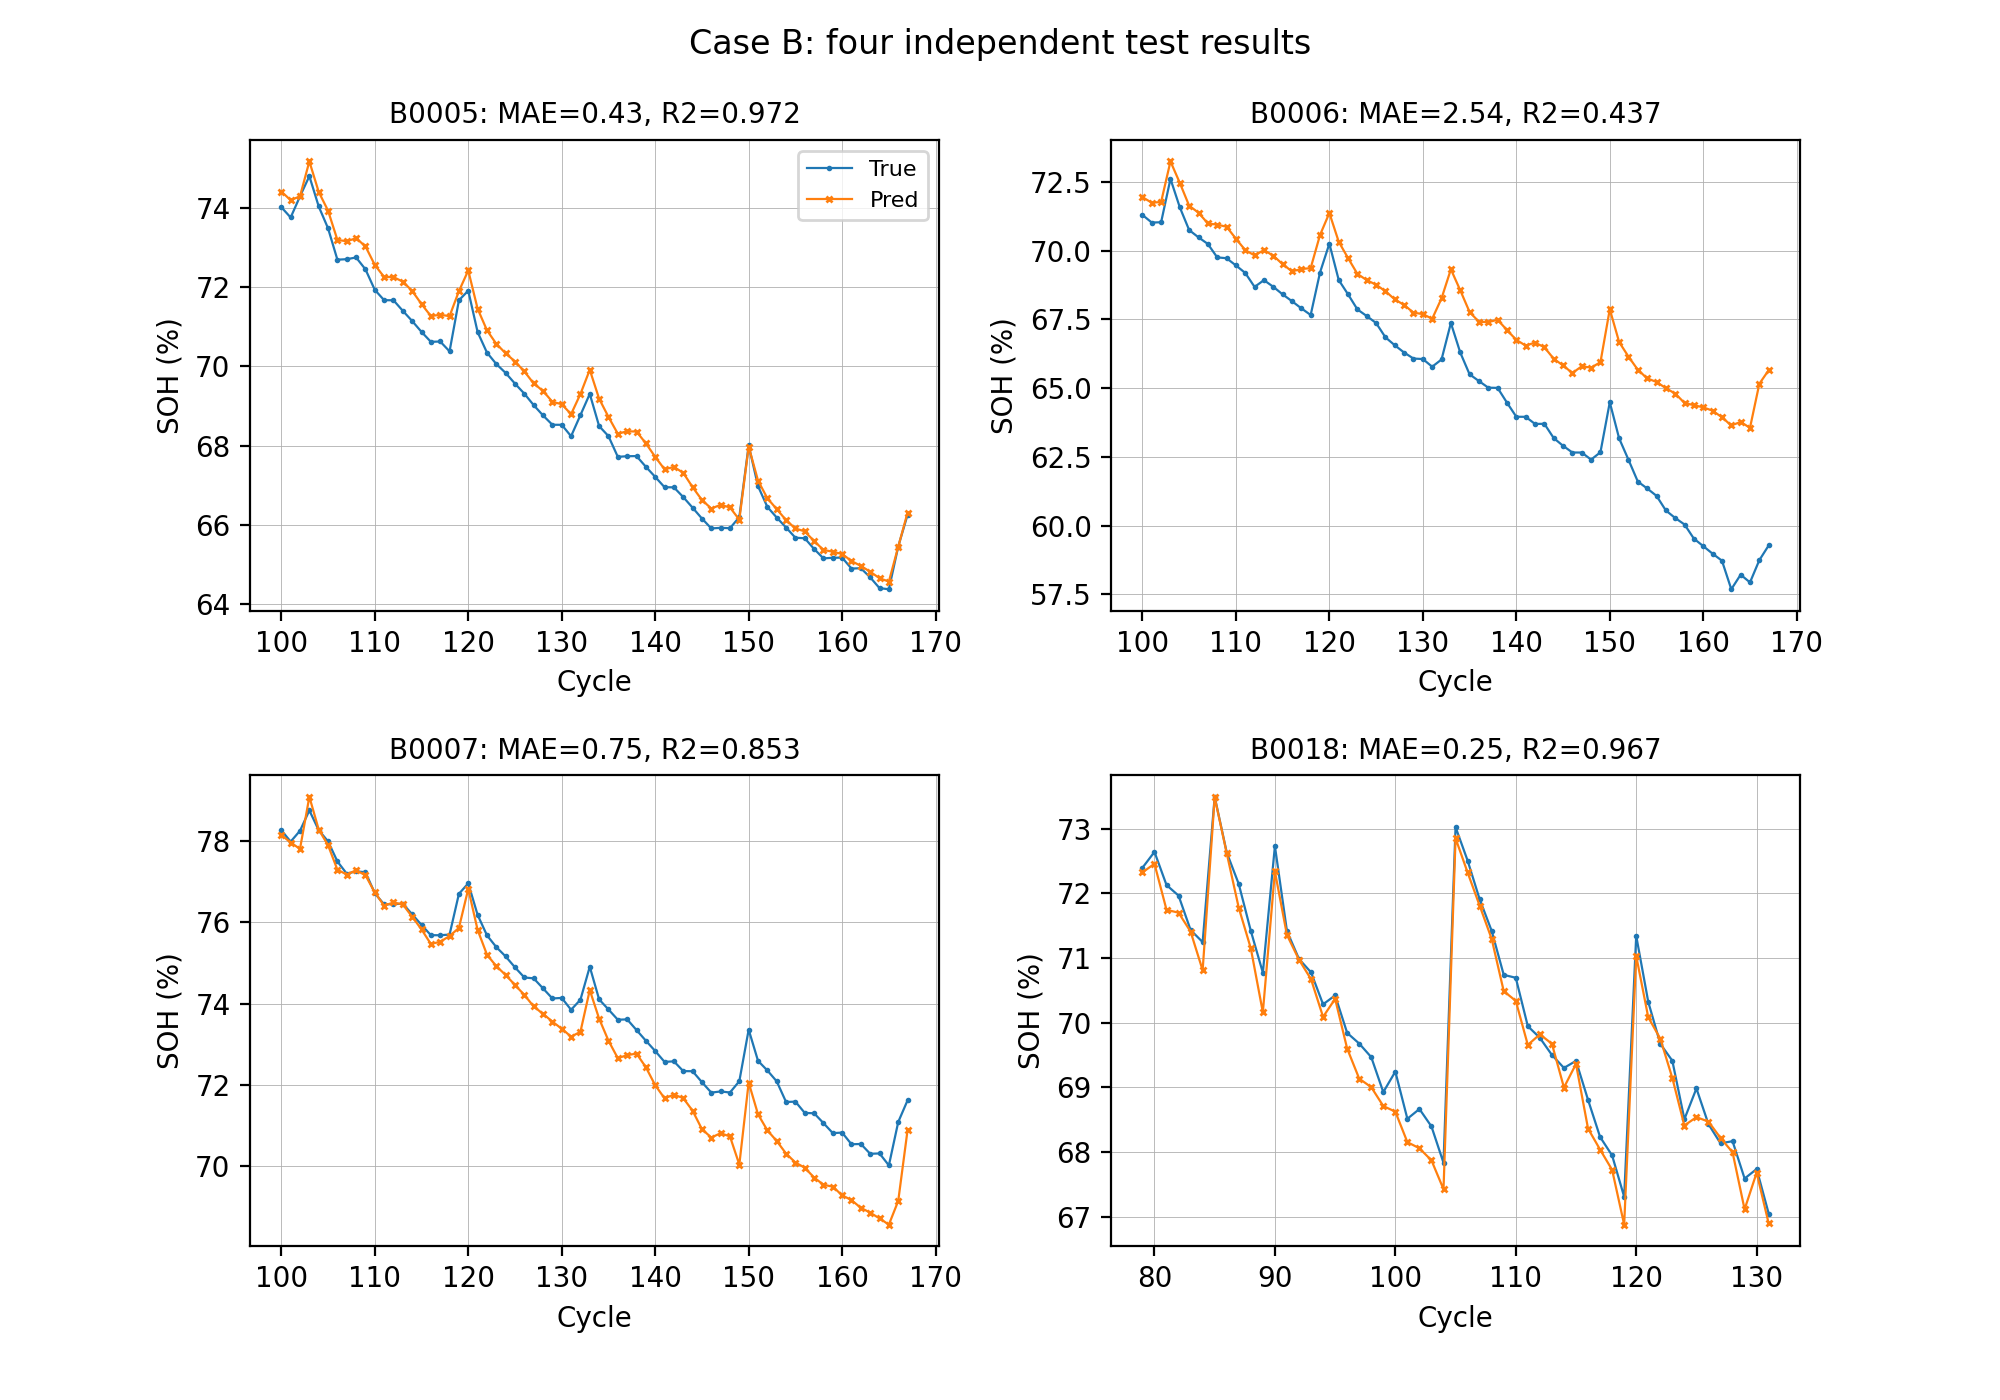 Case B: four independent test results
B0005: MAE=0.43, R2=0.972
True
Pred
SOH (%)
74
72
70
68
66
64
100 110 120 130 140 150 160 170
Cycle
B0006: MAE=2.54, R2=0.437
SOH (%)
72.5
70.0
67.5
65.0
62.5
60.0
57.5
100 110 120 130 140 150 160 170
Cycle
B0007: MAE=0.75, R2=0.853
SOH (%)
78
76
74
72
70
100 110 120 130 140 150 160 170
Cycle
B0018: MAE=0.25, R2=0.967
SOH (%)
73
72
71
70
69
68
67
80 90 100 110 120 130
Cycle